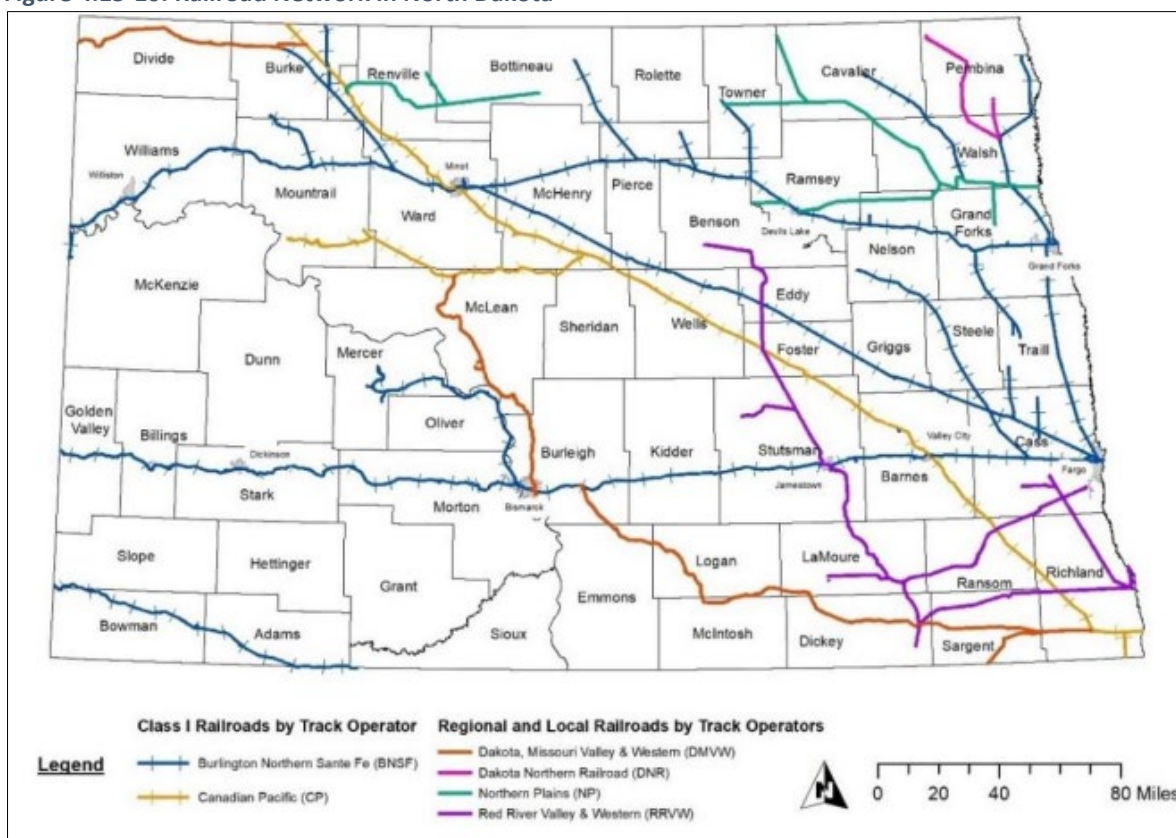 Figure 4.13-10. Railroad Network in North Dakota
Divide
Burke
Renville
Bottineau
Rolette
Towner
Cavalier
Pembina
Williams
Williston
Mountrail
Minot
Ward
McHenry
Pierce
Ramsey
Walsh
Benson
Devils Lake
Nelson
Grand
Forks
Grand Forks
McKenzie
McLean
Sheridan
Wells
Eddy
Foster
Griggs
Steele
Traill
Dunn
Mercer
Oliver
Golden
Valley
Billings
Dickinson
Stark
Morton
Bismarck
Burleigh
Kidder
Stutsman
Jamestown
Valley City
Barnes
Cass
Fargo
Slope
Hettinger
Grant
Emmons
Logan
LaMoure
Ransom
Richland
Bowman
Adams
Sioux
McIntosh
Dickey
Sargent
Legend
Class I Railroads by Track Operator
Burlington Northern Sante Fe (BNSF)
Canadian Pacific (CP)
Regional and Local Railroads by Track Operators
Dakota, Missouri Valley & Western (DMVW)
Dakota Northern Railroad (DNR)
Northern Plains (NP)
Red River Valley & Western (RRVW)
N
0 20 40 80 Miles